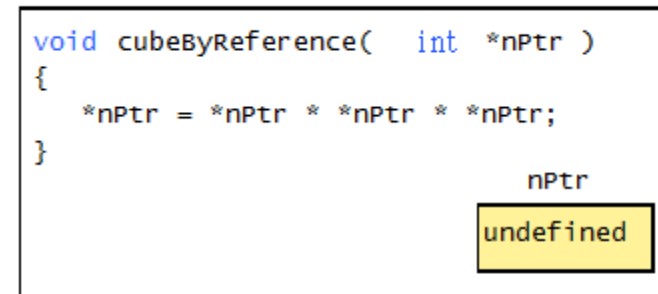 void cubeByReference(  int *nPtr )
{
   *nPtr = *nPtr * *nPtr * *nPtr;
}
nPtr
undefined